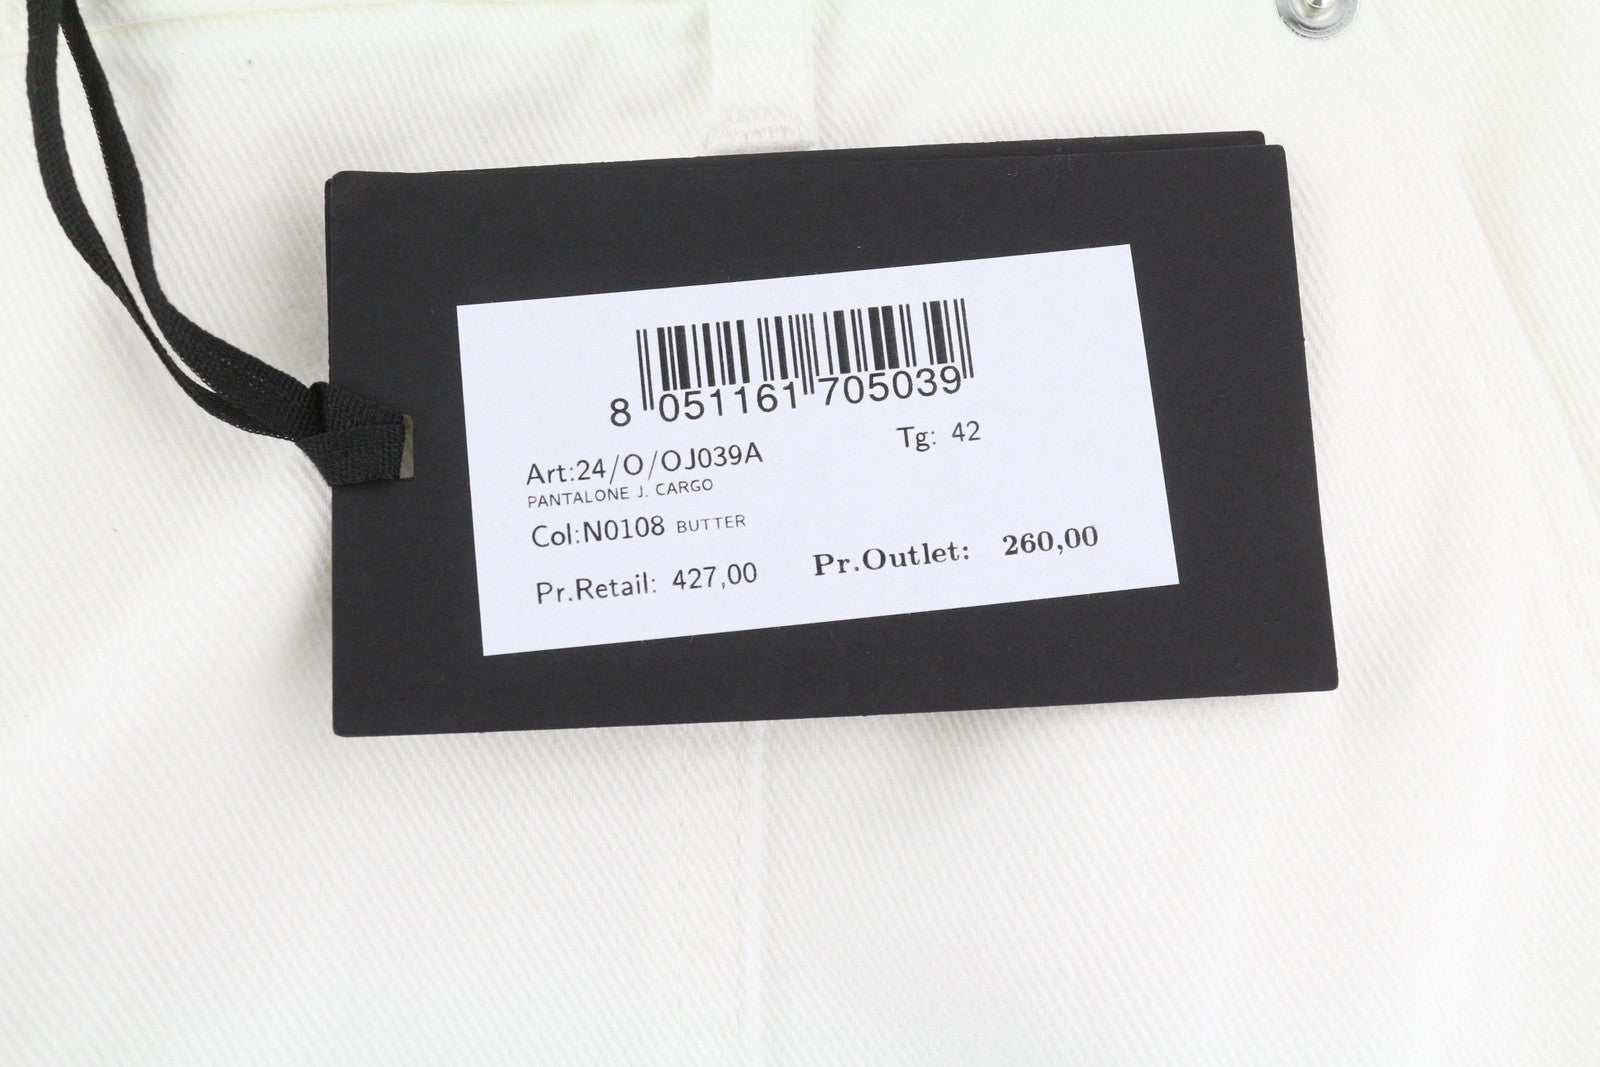 8 051161 705039
Art:24/O/OJ039A Tg: 42
PANTALONE J. CARGO
Col:N0108 BUTTER
Pr.Retail: 427,00 Pr.Outlet: 260,00